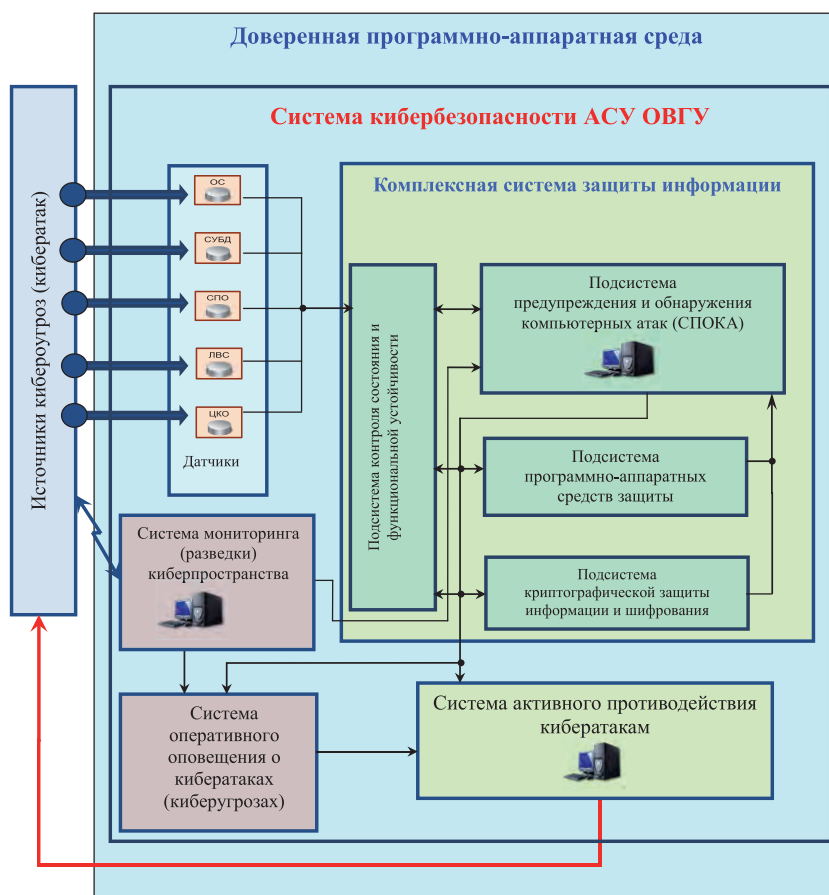 Доверенная программно-аппаратная среда
Система кибербезопасности АСУ ОВГУ
Источники кибероугроз (кибератак)
ОС
СУБД
СПО
ЛВС
ЦКО
Датчики
Комплексная система защиты информации
Подсистема контроля состояния и
функциональной устойчивости
Подсистема
предупреждения и обнаружения
компьютерных атак (СПОКА)
Подсистема
программно-аппаратных
средств защиты
Подсистема
криптографической защиты
информации и шифрования
Система мониторинга
(разведки)
киберпространства
Система
оперативного
оповещения о
кибератаках
(киберугрозах)
Система активного противодействия
кибератакам